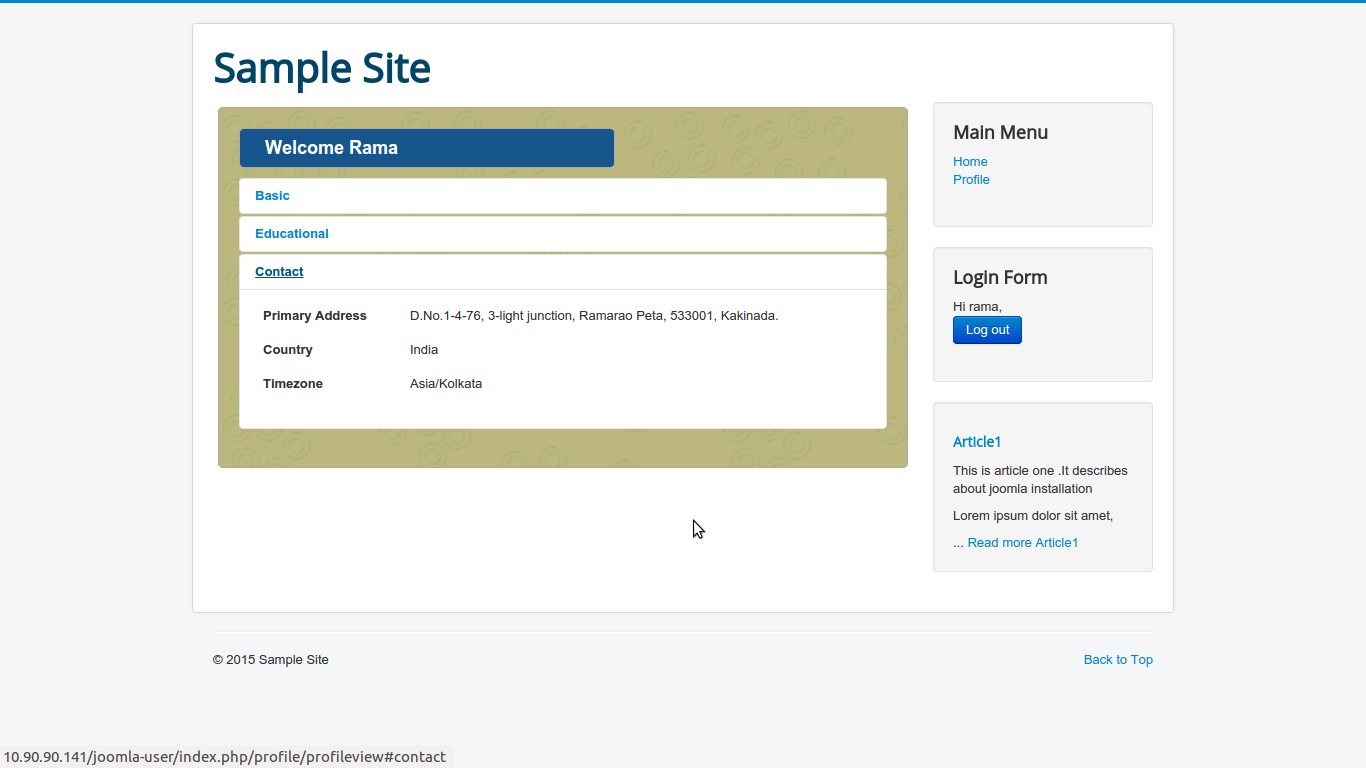 Sample Site
Welcome Rama
Basic
Educational
Contact
Primary Address D.No.1-4-76, 3-light junction, Ramarao Peta, 533001, Kakinada.
Country India
Timezone Asia/Kolkata
Main Menu
Home
Profile
Login Form
Hi rama,
Log out
Article1
This is article one .It describes
about joomla installation
Lorem ipsum dolor sit amet,
... Read more Article1
© 2015 Sample Site
Back to Top
10.90.90.141/joomla-user/index.php/profile/profileview#contact